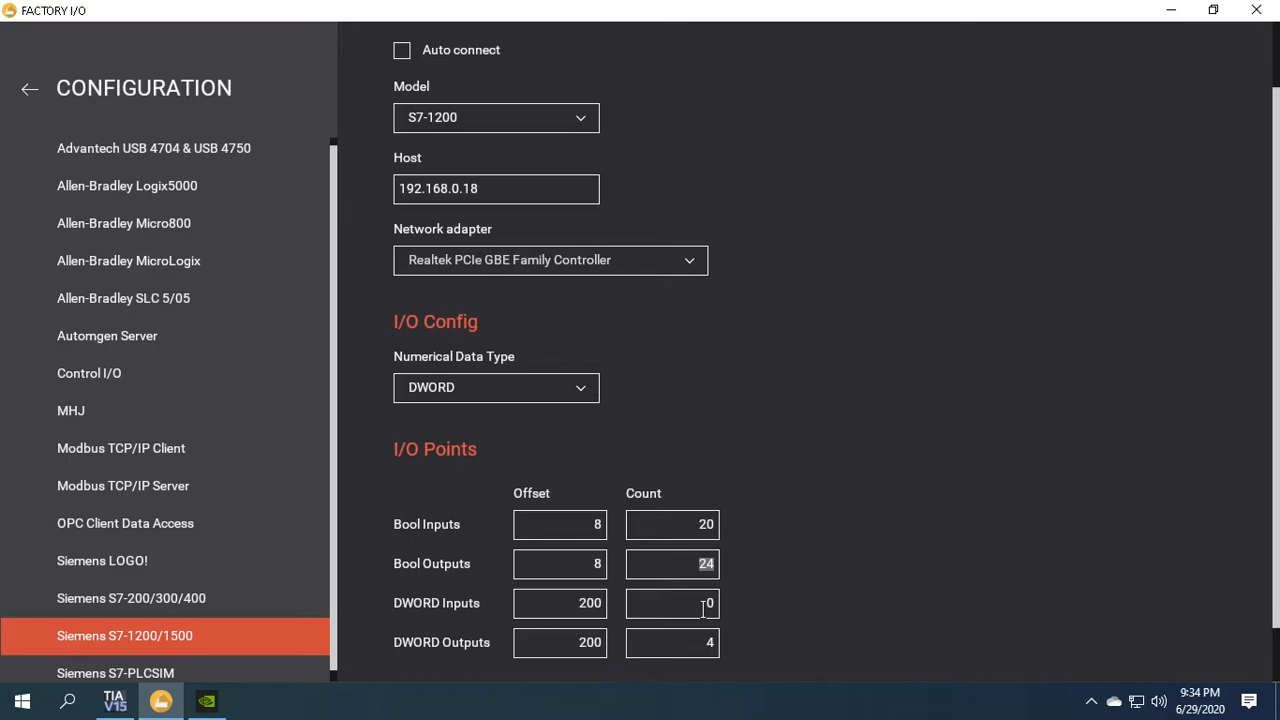 FACTORY I/O
CONFIGURATION
Advantech USB 4704 & USB 4750
Allen-Bradley Logix5000
Allen-Bradley Micro800
Allen-Bradley MicroLogix
Allen-Bradley SLC 5/05
Automgen Server
Control I/O
MHJ
Modbus TCP/IP Client
Modbus TCP/IP Server
OPC Client Data Access
Siemens LOGO!
Siemens S7-200/300/400
Siemens S7-1200/1500
Siemens S7-PLCSIM
Auto connect
Model
S7-1200
Host
192.168.0.18
Network adapter
Realtek PCIe GBE Family Controller
I/O Config
Numerical Data Type
DWORD
I/O Points
Offset Count
Bool Inputs 8 20
Bool Outputs 8 24
DWORD Inputs 200 0
DWORD Outputs 200 4
TIA V15
9:34 PM
6/29/2020